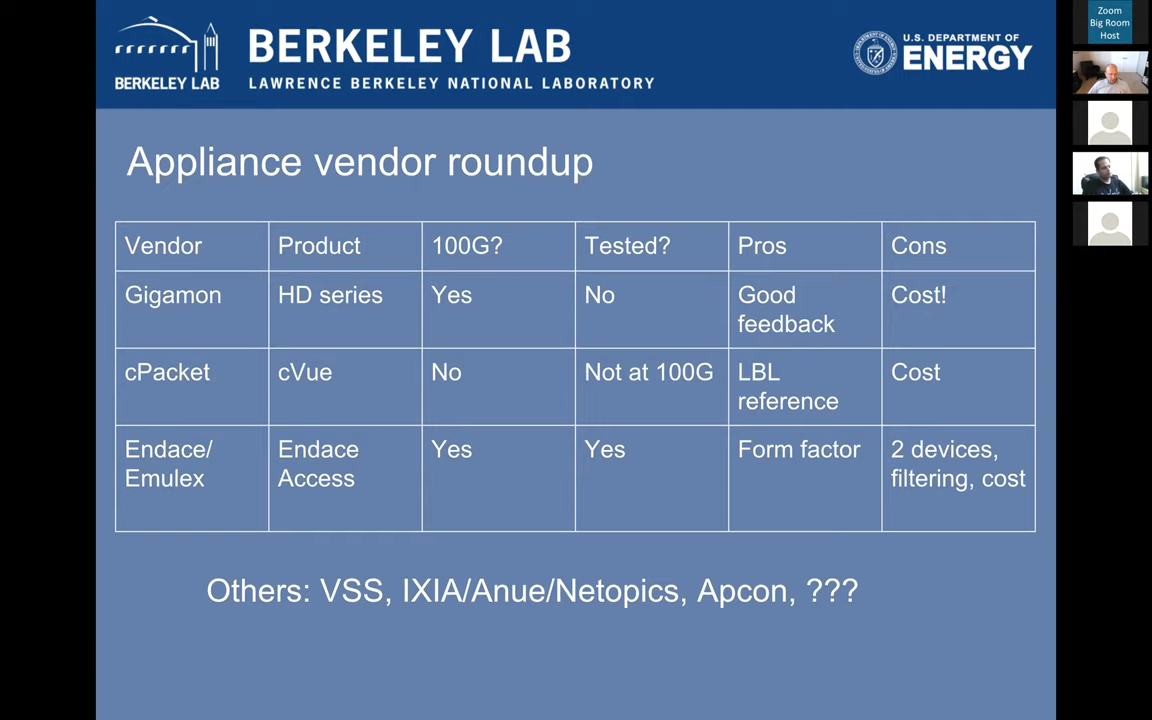 BERKELEY LAB
BERKELEY LAB
LAWRENCE BERKELEY NATIONAL LABORATORY
U.S. DEPARTMENT OF
ENERGY
Zoom
Big Room
Host
Appliance vendor roundup
Vendor Product 100G? Tested? Pros Cons
Gigamon HD series Yes No Good Cost!
feedback
cPacket cVue No Not at 100G LBL Cost
reference
Endace/ Endace Yes Yes Form factor 2 devices,
Emulex Access filtering, cost
Others: VSS, IXIA/Anue/Netopics, Apcon, ???